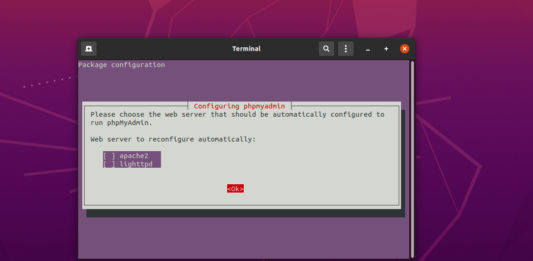 Terminal
Package configuration
Configuring phpmyadmin
Please choose the web server that should be automatically configured to
run phpMyAdmin.
Web server to reconfigure automatically:
[ ] apache2
[ ] lighttpd
<Ok>